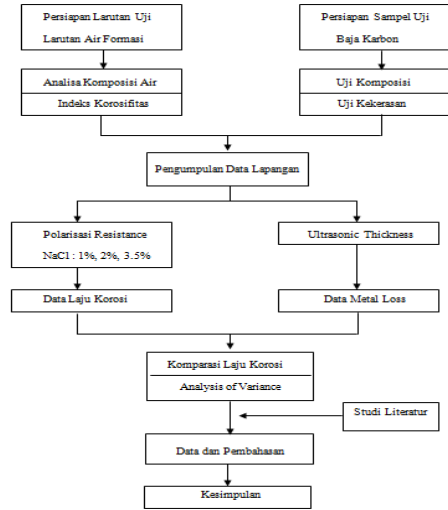 Persiapan Larutan Uji
Larutan Air Formasi
Persiapan Sampel Uji
Baja Karbon
Analisa Komposisi Air
Indeks Korosifitas
Uji Komposisi
Uji Kekerasan
Pengumpulan Data Lapangan
Polarisasi Resistance
NaCl : 1%, 2%, 3.5%
Ultrasonic Thickness
Data Laju Korosi
Data Metal Loss
Komparasi Laju Korosi
Analysis of Variance
Studi Literatur
Data dan Pembahasan
Kesimpulan